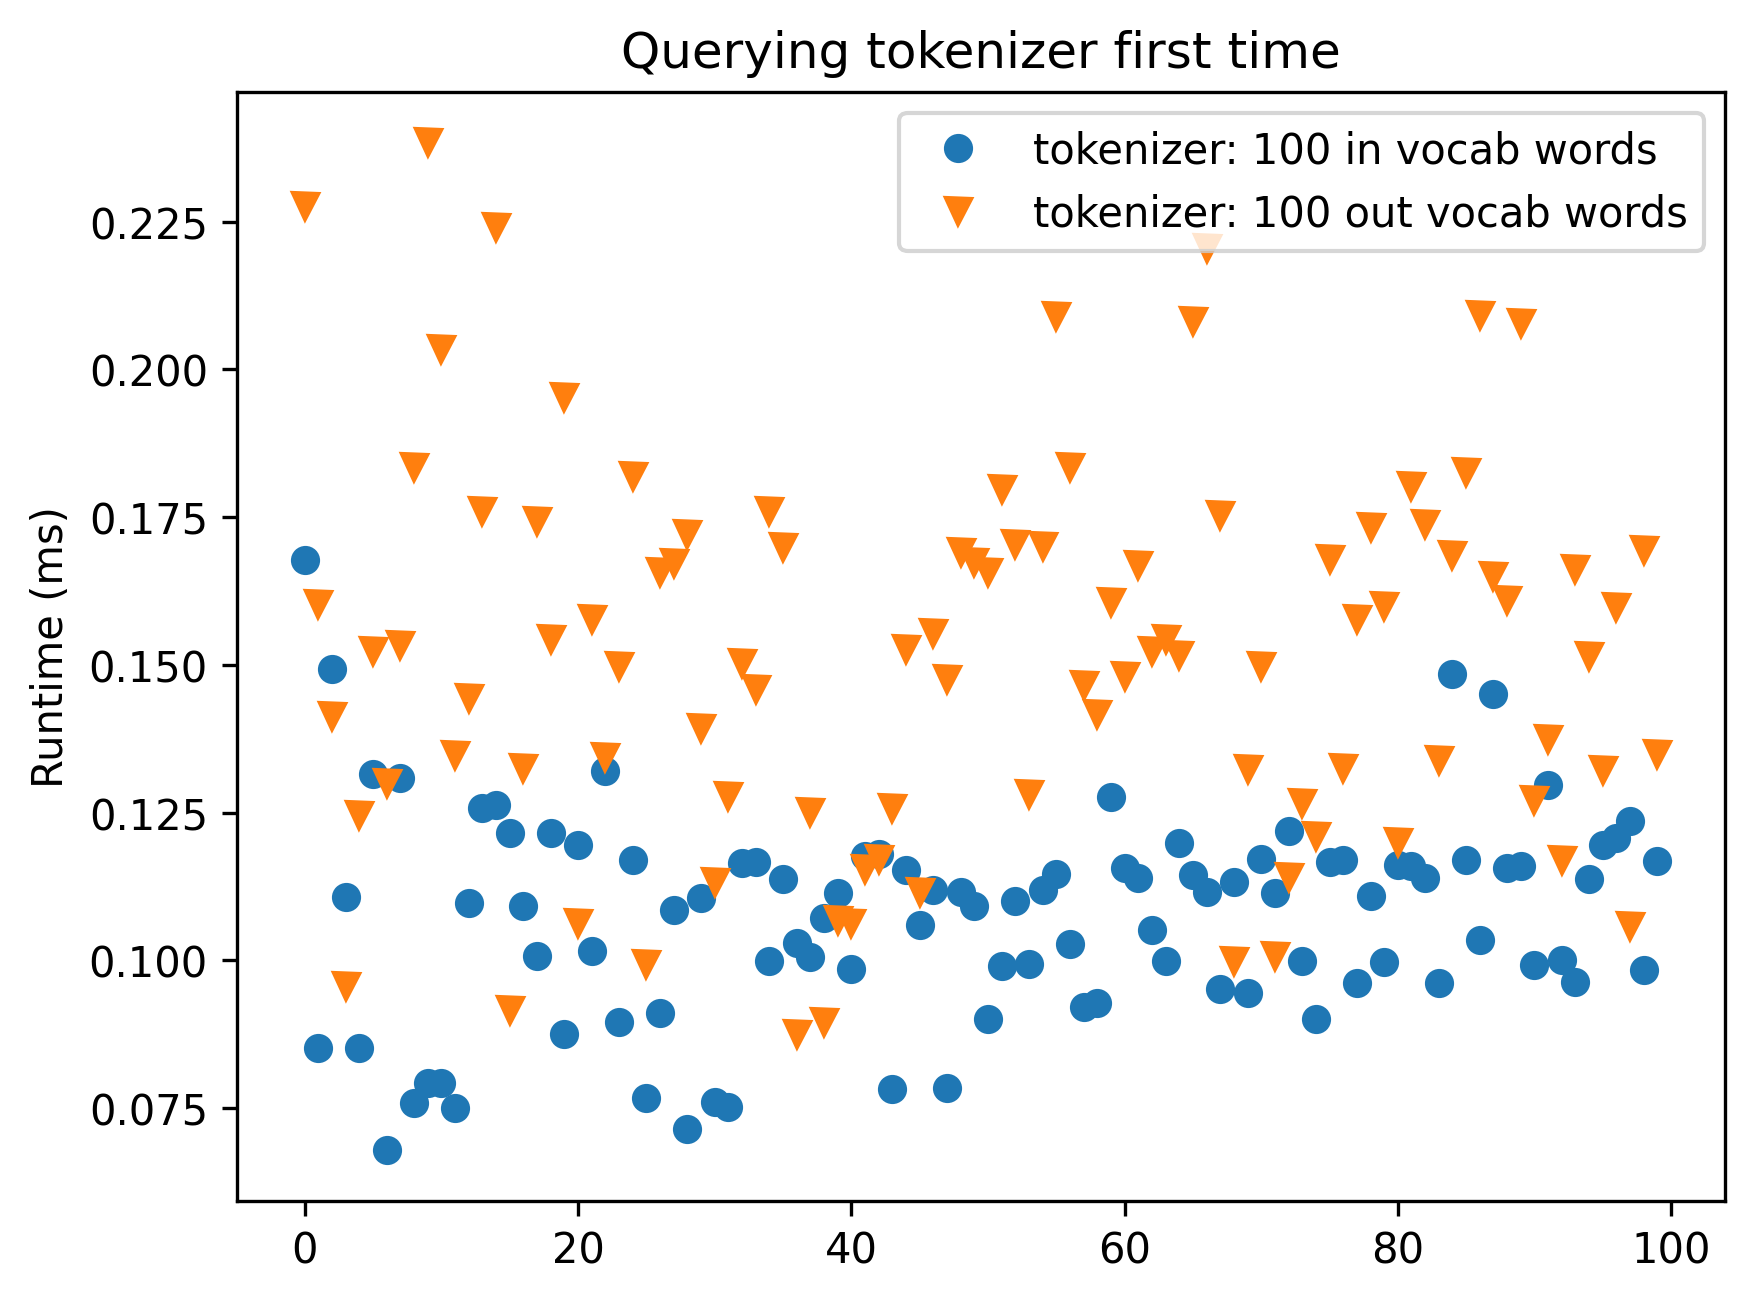 Querying tokenizer first time
tokenizer: 100 in vocab words
tokenizer: 100 out vocab words
Runtime (ms)
0.225
0.200
0.175
0.150
0.125
0.100
0.075
0 20 40 60 80 100